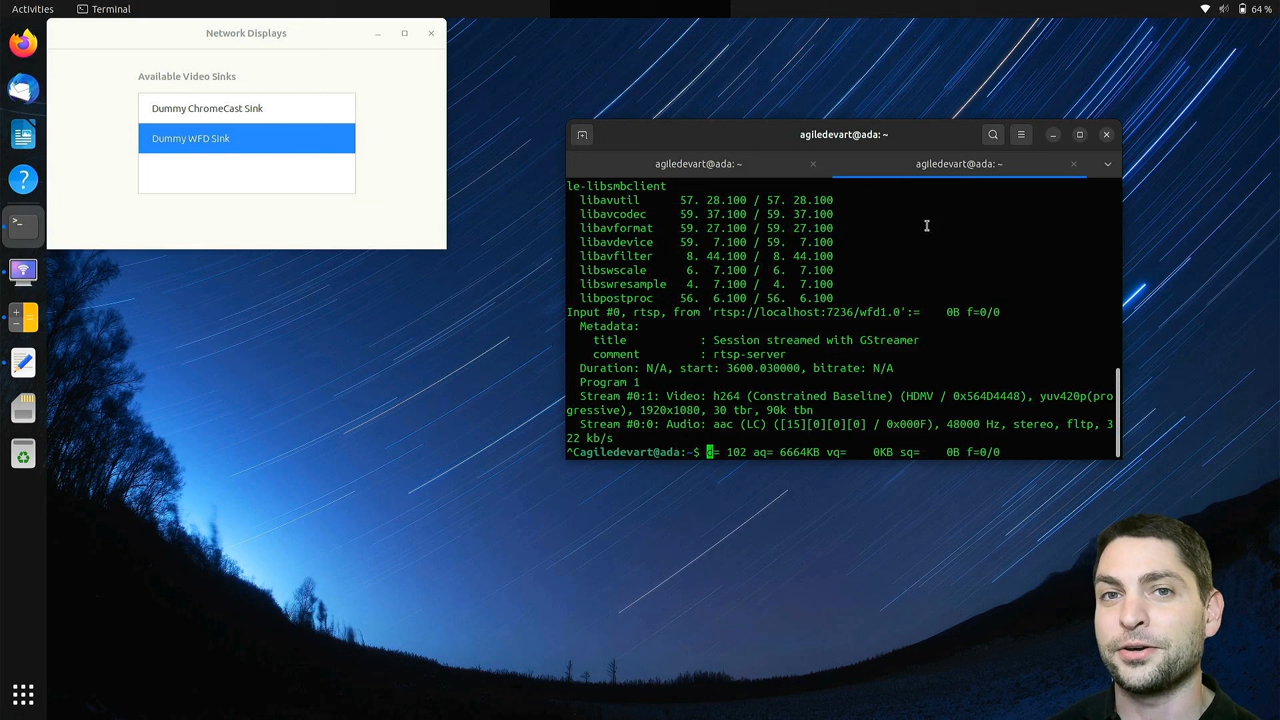 Activities
Terminal
64 %
Network Displays
Available Video Sinks
Dummy ChromeCast SInk
Dummy WFD Sink
agiledevart@ada: ~
agiledevart@ada: ~
agiledevart@ada: ~
le-libsmbclient
libavutil      57. 28.100 / 57. 28.100
libavcodec     59. 37.100 / 59. 37.100
libavformat    59. 27.100 / 59. 27.100
libavdevice    59.  7.100 / 59.  7.100
libavfilter     8. 44.100 /  8. 44.100
libswscale      6.  7.100 /  6.  7.100
libswresample   4.  7.100 /  4.  7.100
libpostproc    56.  6.100 / 56.  6.100
Input #0, rtsp, from 'rtsp://localhost:7236/wfd1.0':=    0B f=0/0
Metadata:
title           : Session streamed with GStreamer
comment         : rtsp-server
Duration: N/A, start: 3600.030000, bitrate: N/A
Program 1
Stream #0:1: Video: h264 (Constrained Baseline) (HDMV / 0x564D4448), yuv420p(pro
gressive), 1920x1080, 30 tbr, 90k tbn
Stream #0:0: Audio: aac (LC) ([15][0][0][0] / 0x000F), 48000 Hz, stereo, fltp, 3
22 kb/s
^Cagiledevart@ada:~$ d= 102 aq= 6664KB vq=    0KB sq=    0B f=0/0